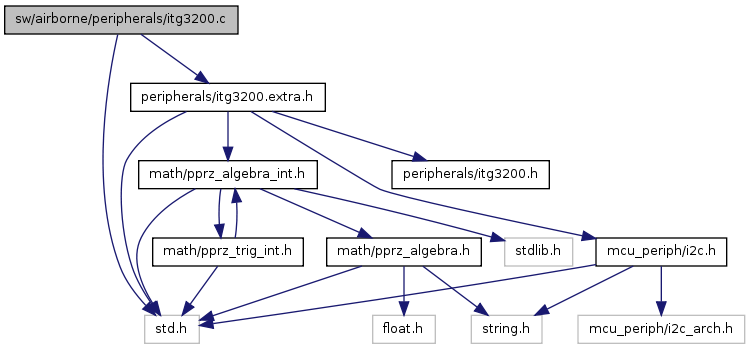 sw/airborne/peripherals/itg3200.c
peripherals/itg3200.extra.h
math/pprz_algebra_int.h
peripherals/itg3200.h
math/pprz_trig_int.h
math/pprz_algebra.h
stdlib.h
mcu_periph/i2c.h
std.h
float.h
string.h
mcu_periph/i2c_arch.h